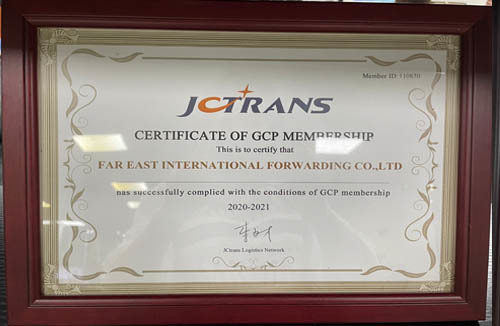 Member ID: 110830
JCTRANS
CERTIFICATE OF GCP MEMBERSHIP
This is to certify that
FAR EAST INTERNATIONAL FORWARDING CO.,LTD
has successfully complied with the conditions of GCP membership
2020-2021
JCtrans Logistics Network